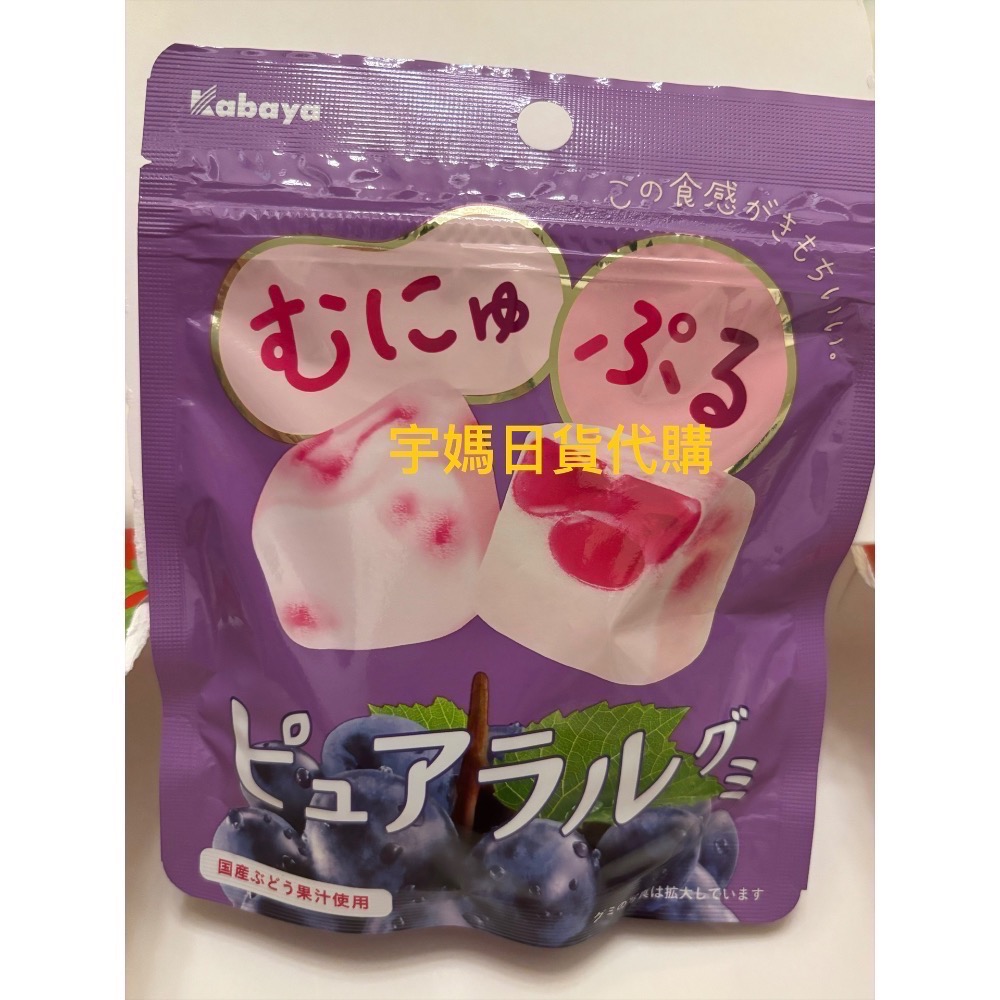 Kabaya
この食感がきもちいい。
むにゅ
ぷる
宇媽日貨代購
ピュアラル
グミ
国産ぶどう果汁使用
グミの写真は拡大しています